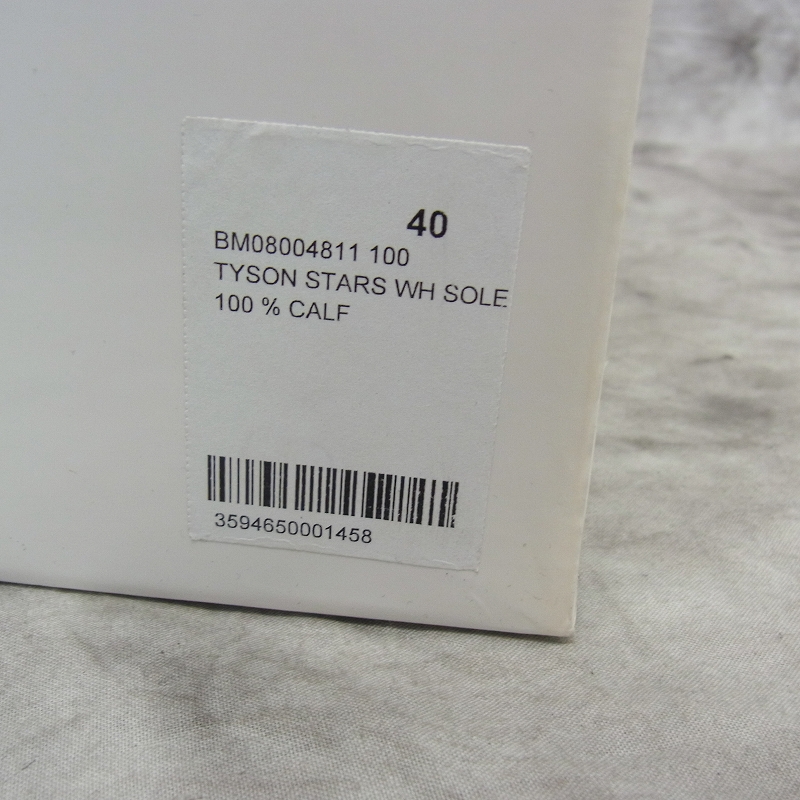 40
BM08004811 100
TYSON STARS WH SOLE
100 % CALF
3594650001458